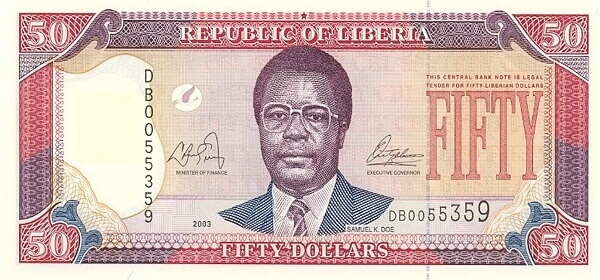 50
REPUBLIC OF LIBERIA
50
THIS CENTRAL BANK NOTE IS LEGAL
TENDER FOR FIFTY LIBERIAN DOLLARS
FIFTY
DB0055359
MINISTER OF FINANCE
EXECUTIVE GOVERNOR
2003
DB0055359
SAMUEL K. DOE
50
FIFTY DOLLARS
50